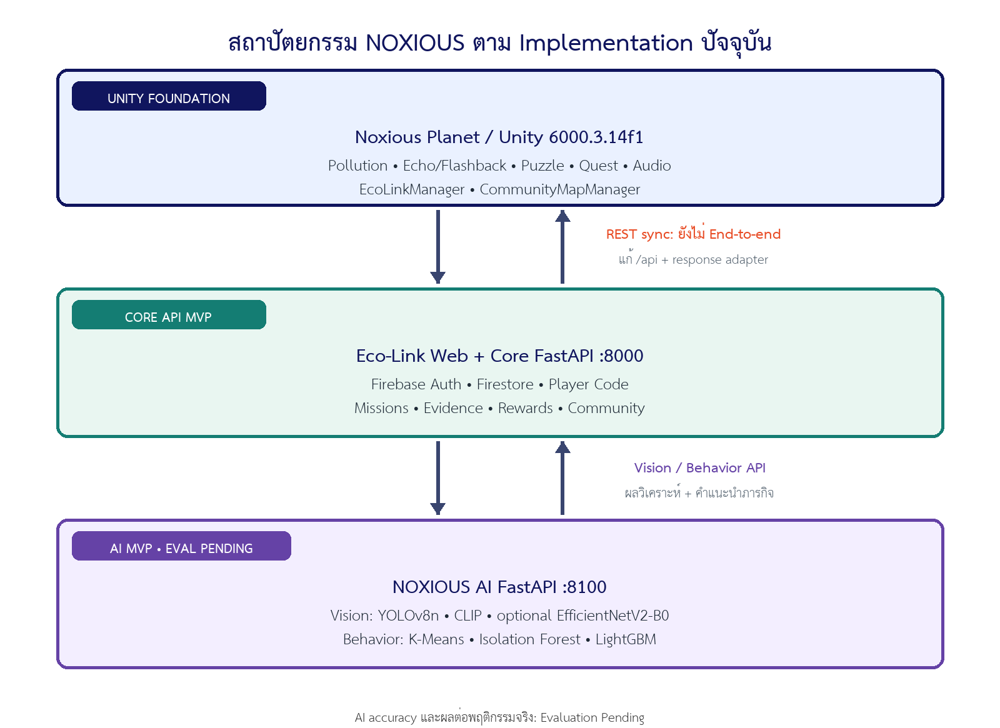 สถาปัตยกรรม NOXIOUS ตาม Implementation ปัจจุบัน
UNITY FOUNDATION
Noxious Planet / Unity 6000.3.14f1
Pollution • Echo/Flashback • Puzzle • Quest • Audio
EcoLinkManager • CommunityMapManager
REST sync: ยังไม่ End-to-end
แก้ /api + response adapter
CORE API MVP
Eco-Link Web + Core FastAPI :8000
Firebase Auth • Firestore • Player Code
Missions • Evidence • Rewards • Community
Vision / Behavior API
ผลวิเคราะห์ + คำแนะนำภารกิจ
AI MVP • EVAL PENDING
NOXIOUS AI FastAPI :8100
Vision: YOLOv8n • CLIP • optional EfficientNetV2-B0
Behavior: K-Means • Isolation Forest • LightGBM
AI accuracy และผลต่อพฤติกรรมจริง: Evaluation Pending